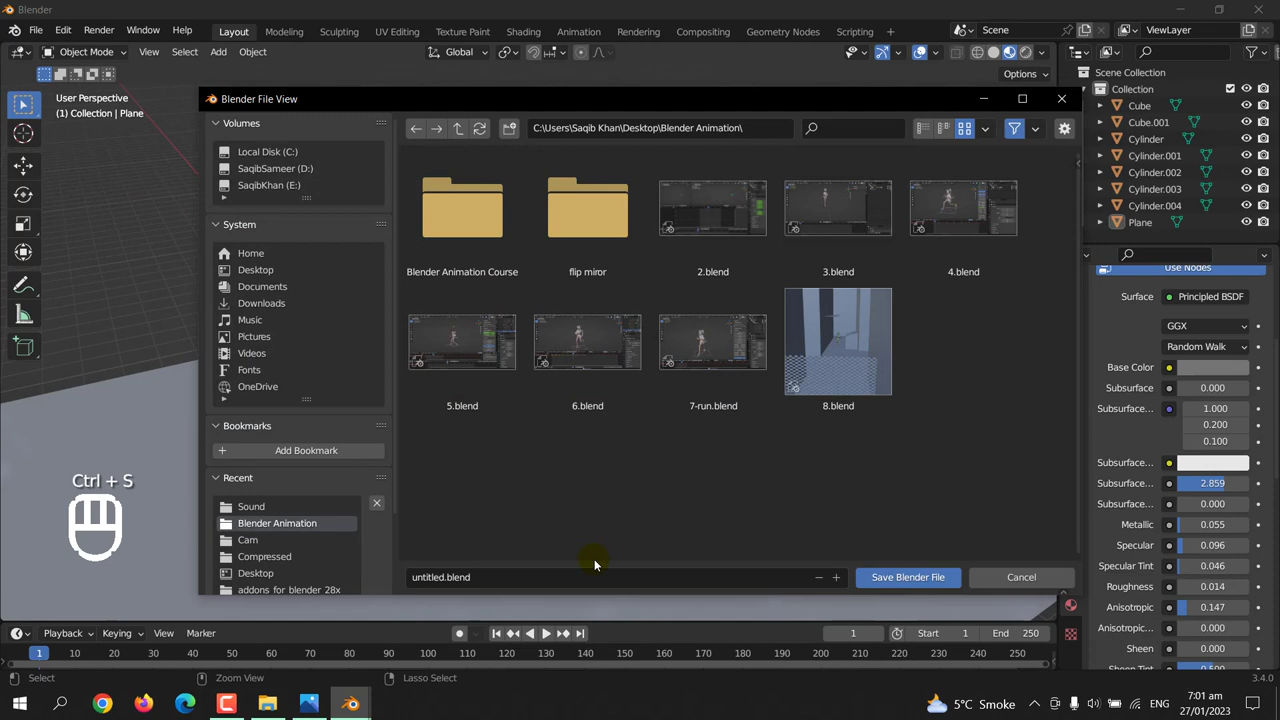 Blender
File Edit Render Window Help Layout Modeling Sculpting UV Editing Texture Paint Shading Animation Rendering Compositing Geometry Nodes Scripting + Scene ViewLayer
Object Mode View Select Add Object Global
Options
User Perspective
(1) Collection | Plane
Scene Collection
Collection
Cube
Cube.001
Cylinder
Cylinder.001
Cylinder.002
Cylinder.003
Cylinder.004
Plane
Blender File View
Volumes
Local Disk (C:)
SaqibSameer (D:)
SaqibKhan (E:)
System
Home
Desktop
Documents
Downloads
Music
Pictures
Videos
Fonts
OneDrive
Bookmarks
Add Bookmark
Recent
Sound
Blender Animation
Cam
Compressed
Desktop
addons for blender 28x
C:\Users\Saqib Khan\Desktop\Blender Animation\
Blender Animation Course
flip miror
2.blend
3.blend
4.blend
5.blend
6.blend
7-run.blend
8.blend
untitled.blend
Save Blender File
Cancel
Ctrl + S
Use Nodes
Surface Principled BSDF
GGX
Random Walk
Base Color
Subsurface 0.000
Subsurface... 1.000
0.200
0.100
Subsurface...
Subsurface... 2.859
Subsurface... 0.000
Metallic 0.055
Specular 0.096
Specular Tint 0.046
Roughness 0.014
Anisotropic 0.147
Anisotropic... 0.000
Sheen 0.000
Sheen Tint 0.500
Playback Keying View Marker 1 Start 1 End 250
1 10 20 30 40 50 60 70 80 90 100 110 120 130 140 150 160 170 180 190 200 210 220 230 240 250
Select Zoom View Lasso Select 3.4.0
5°C Smoke ENG 7:01 am
27/01/2023